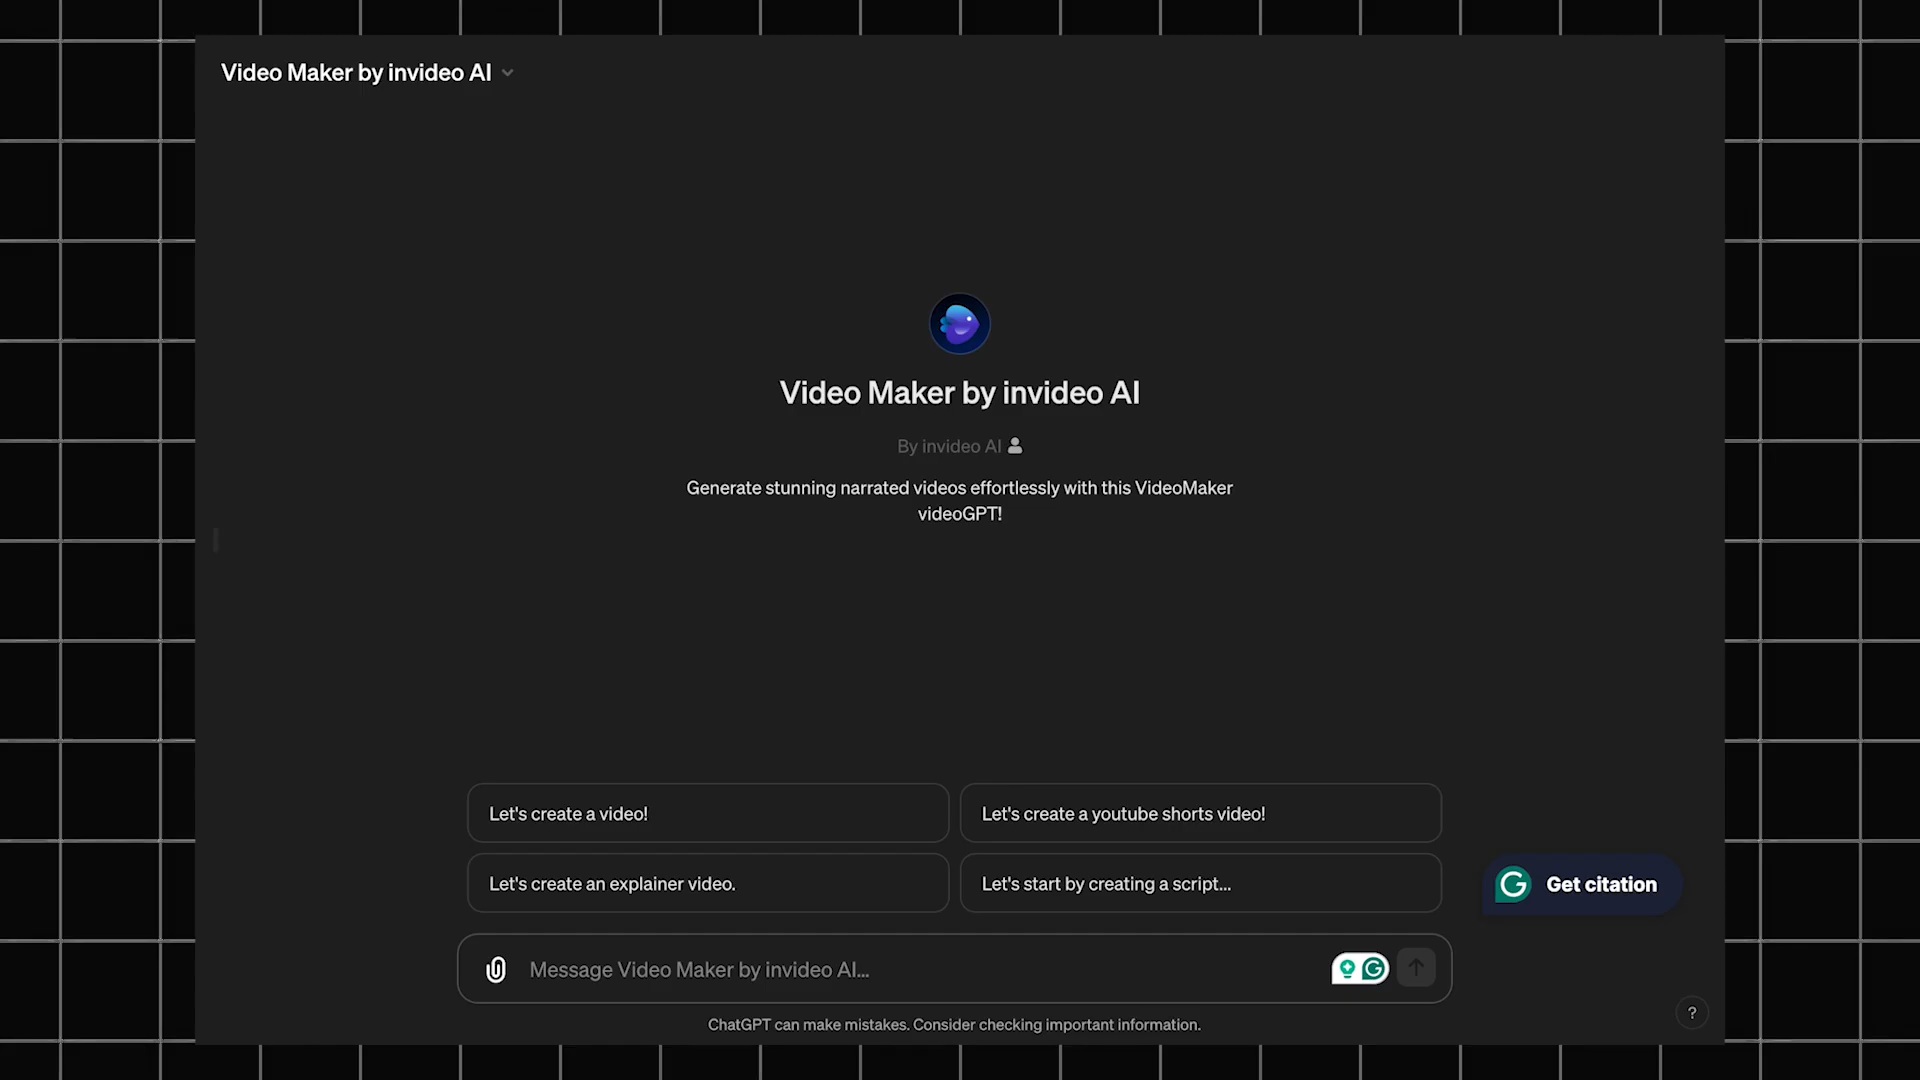 Video Maker by invideo AI
Video Maker by invideo AI
By invideo AI
Generate stunning narrated videos effortlessly with this VideoMaker
videoGPT!
Let's create a video!
Let's create a youtube shorts video!
Let's create an explainer video.
Let's start by creating a script...
Get citation
Message Video Maker by invideo AI...
ChatGPT can make mistakes. Consider checking important information.
?